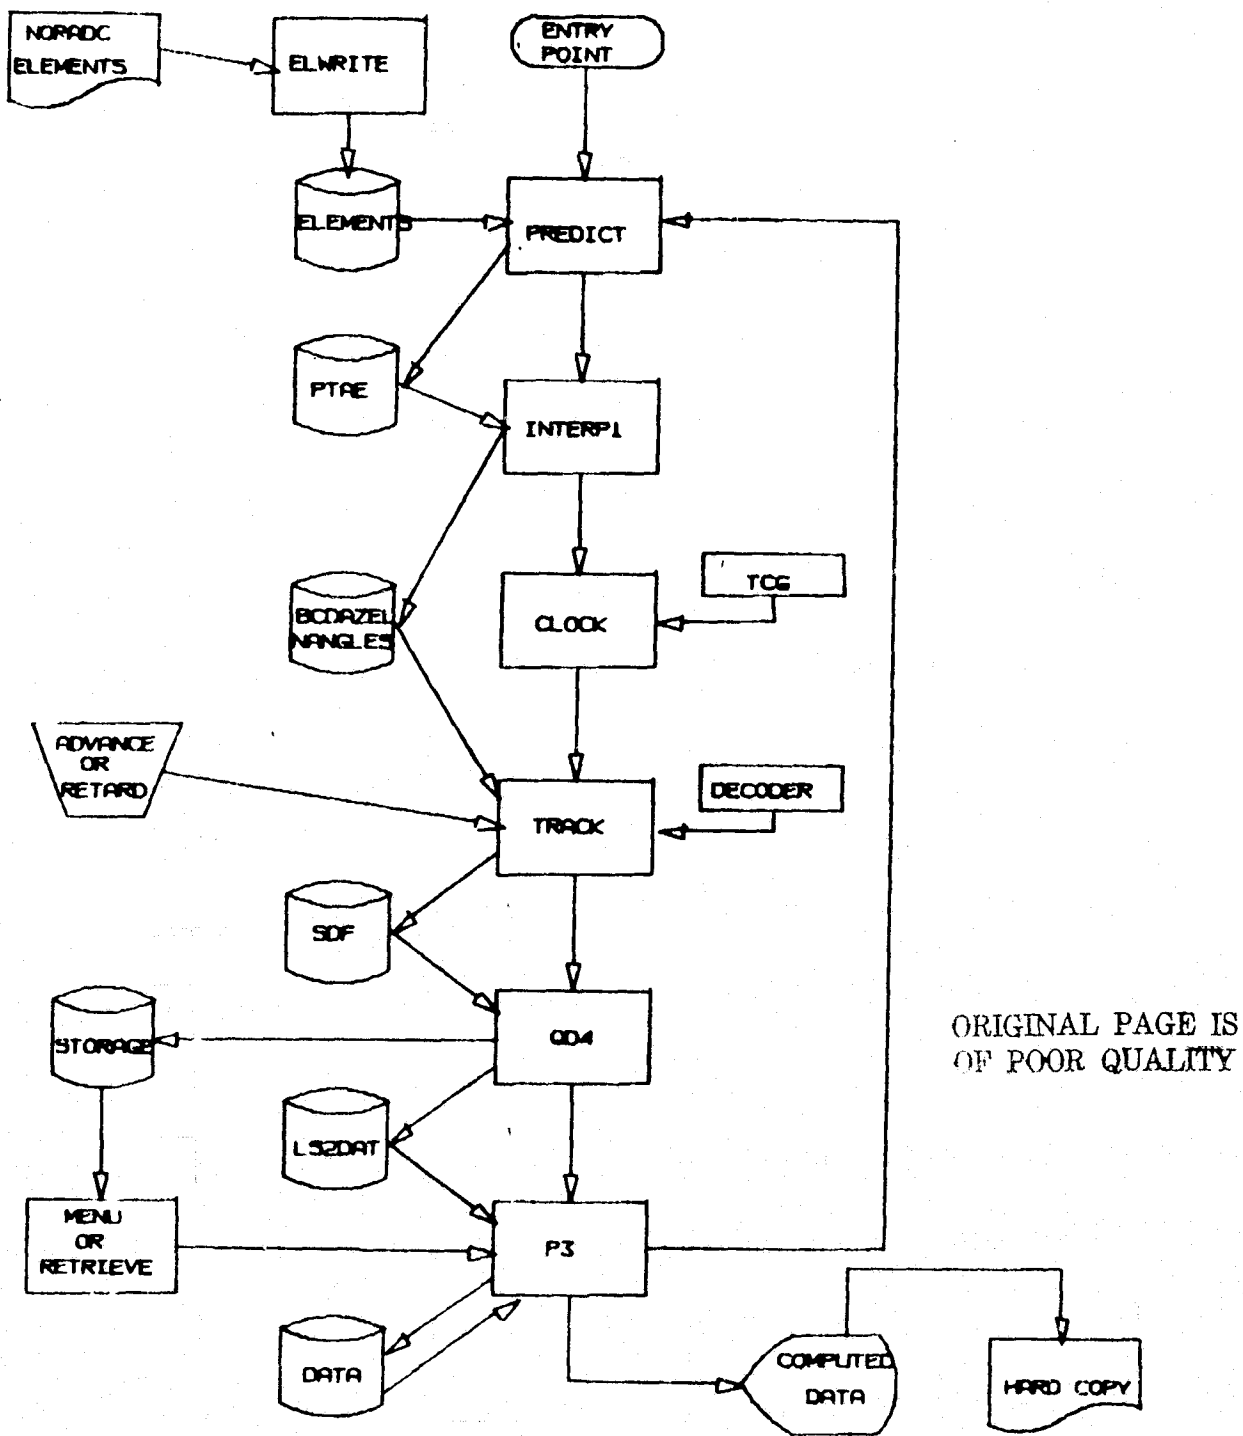 NORADC
ELEMENTS
ELWRITE
ENTRY
POINT
ELEMENTS
PREDICT
PTAE
INTERP1
BCDAZEL
NANGLES
CLOCK
TCG
ADVANCE
OR
RETARD
TRACK
DECODER
SDF
QD4
STORAGE
ORIGINAL PAGE IS
OF POOR QUALITY
LS2DAT
MENU
OR
RETRIEVE
P3
DATA
COMPUTED
DATA
HARD COPY